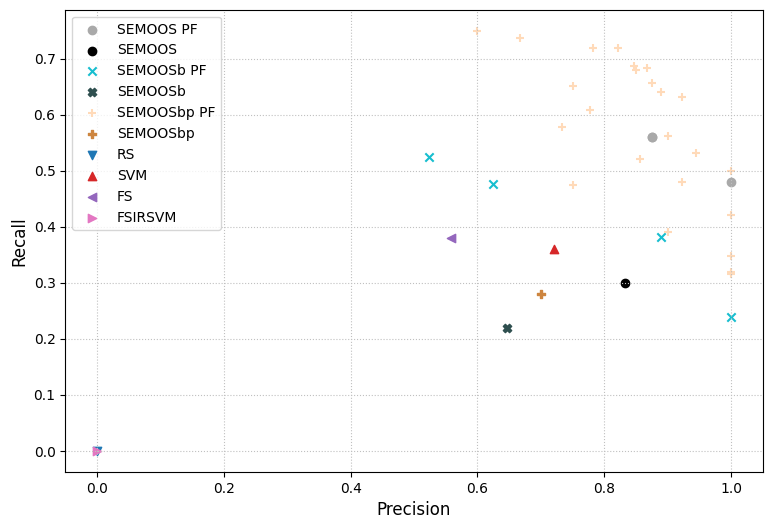 SEMOOS PF
SEMOOS
SEMOOSb PF
SEMOOSb
SEMOOSbp PF
SEMOOSbp
RS
SVM
FS
FSIRSVM
0.7
0.6
0.5
0.4
0.3
0.2
0.1
0.0
Recall
0.0 0.2 0.4 0.6 0.8 1.0
Precision